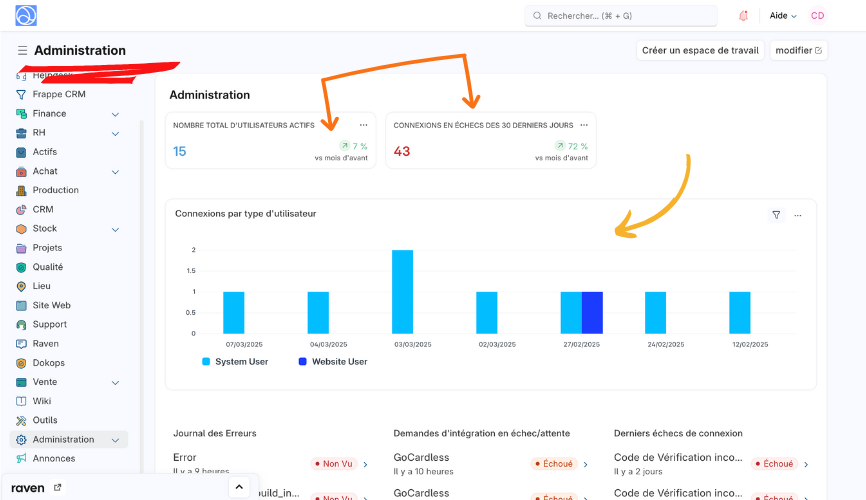 Rechercher... (⌘ + G)
Aide
CD
Administration
Créer un espace de travail
modifier
Helpdesk
Frappe CRM
Finance
RH
Actifs
Achat
Production
CRM
Stock
Projets
Qualité
Lieu
Site Web
Support
Raven
Dokops
Vente
Wiki
Outils
Administration
Annonces
raven
Administration
NOMBRE TOTAL D'UTILISATEURS ACTIFS
15
7 %
vs mois d'avant
CONNEXIONS EN ÉCHECS DES 30 DERNIERS JOURS
43
72 %
vs mois d'avant
Connexions par type d'utilisateur
2
1.5
1
0.5
0
07/03/2025
04/03/2025
03/03/2025
02/03/2025
27/02/2025
24/02/2025
12/02/2025
System User
Website User
Journal des Erreurs
Error
Il y a 9 heures
Non Vu
build_in...
Non Vu
Demandes d'intégration en échec/attente
GoCardless
Il y a 10 heures
Échoué
GoCardless
Échoué
Derniers échecs de connexion
Code de Vérification inco...
Il y a 2 jours
Échoué
Code de Vérification inco...
Échoué